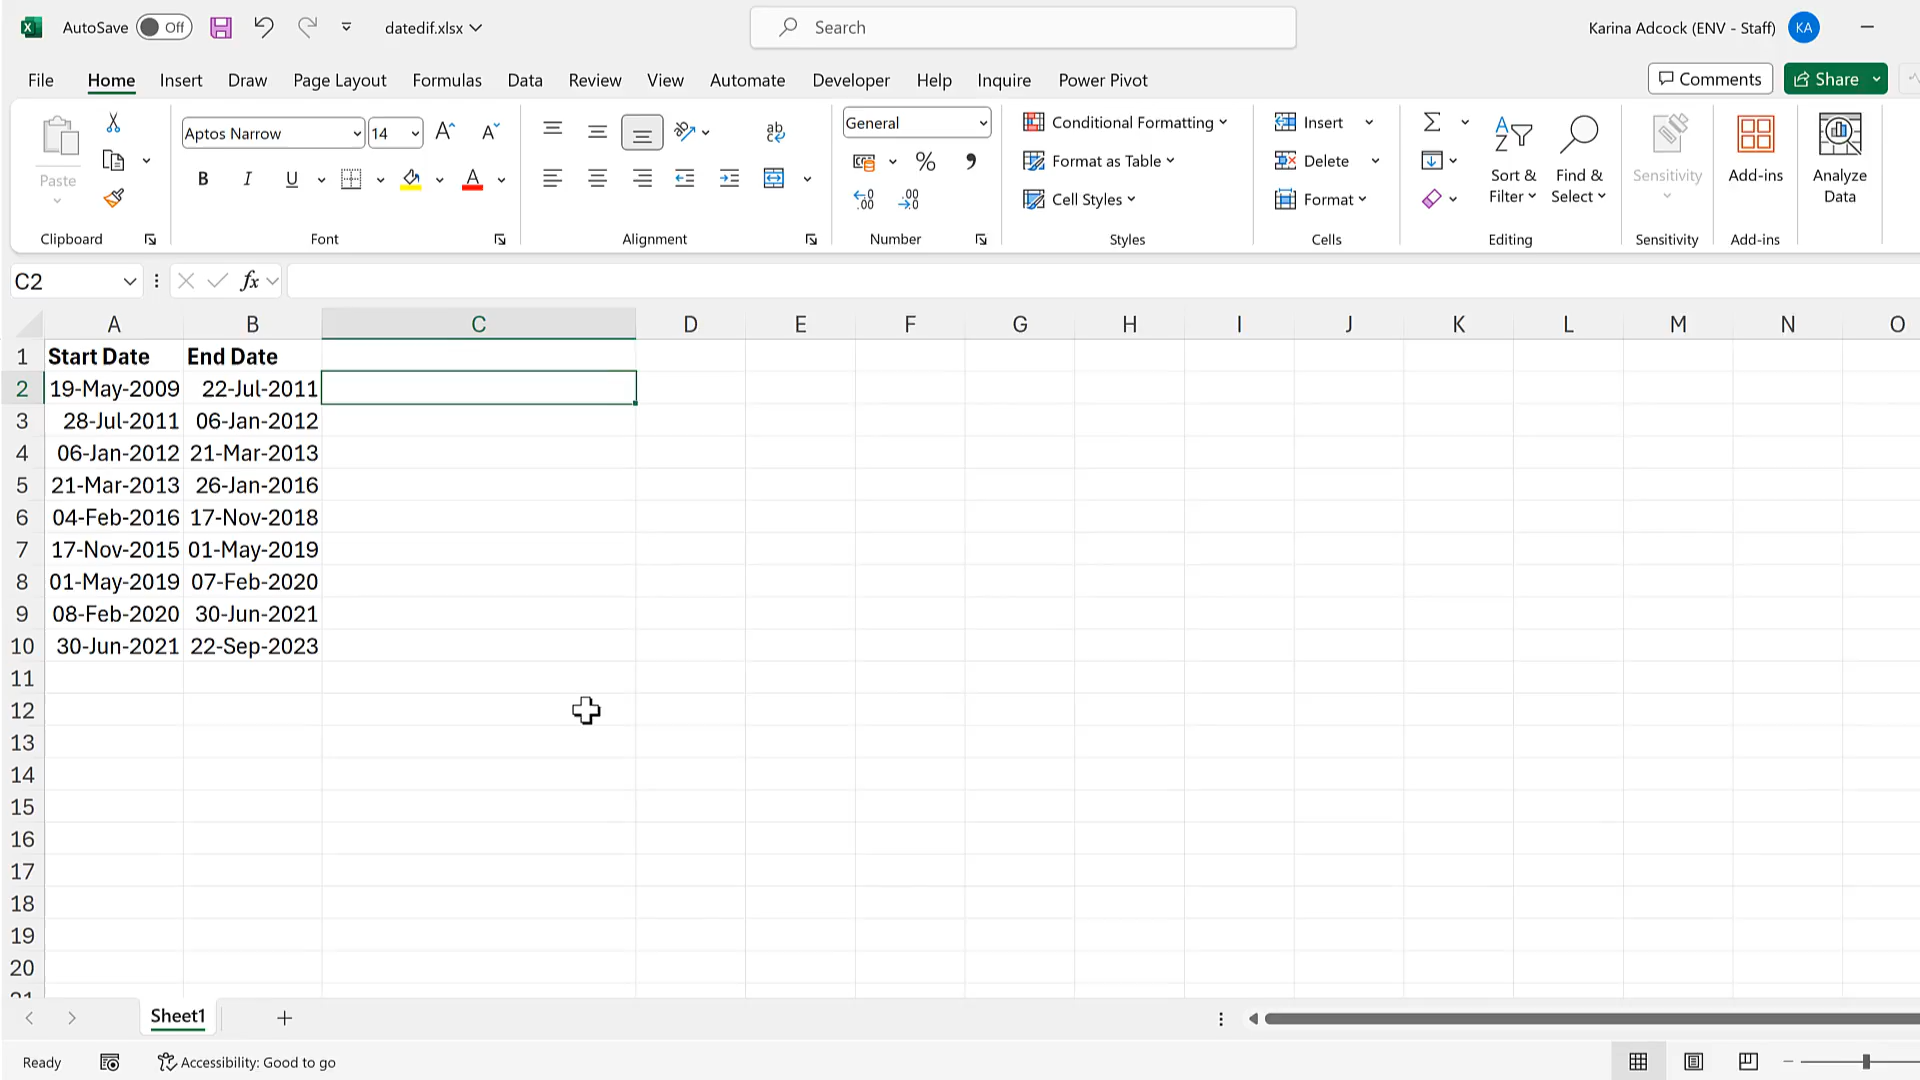 AutoSave Off datedif.xlsx Search Karina Adcock (ENV - Staff) KA
File Home Insert Draw Page Layout Formulas Data Review View Automate Developer Help Inquire Power Pivot Comments Share
Paste
Clipboard
Aptos Narrow 14
B I U A
Font
ab
Alignment
General
% 9
Number
Conditional Formatting
Format as Table
Cell Styles
Styles
Insert
Delete
Format
Cells
Sort & Filter
Find & Select
Editing
Sensitivity
Sensitivity
Add-ins
Add-ins
Analyze Data
C2 fx
A B C D E F G H I J K L M N O
1 Start Date End Date
2 19-May-2009 22-Jul-2011
3 28-Jul-2011 06-Jan-2012
4 06-Jan-2012 21-Mar-2013
5 21-Mar-2013 26-Jan-2016
6 04-Feb-2016 17-Nov-2018
7 17-Nov-2015 01-May-2019
8 01-May-2019 07-Feb-2020
9 08-Feb-2020 30-Jun-2021
10 30-Jun-2021 22-Sep-2023
11
12
13
14
15
16
17
18
19
20
21
Sheet1
Ready Accessibility: Good to go